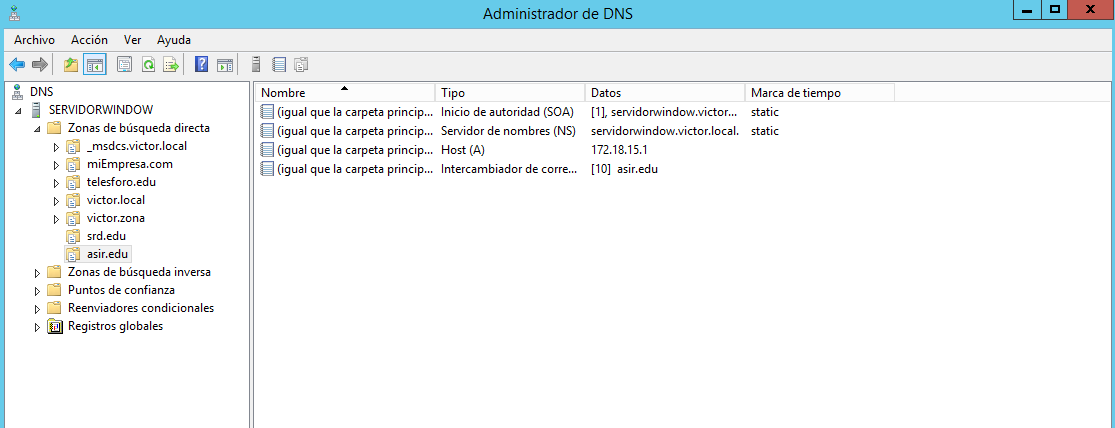 Administrador de DNS
Archivo Acción Ver Ayuda
DNS
SERVIDORWINDOW
Zonas de búsqueda directa
_msdcs.victor.local
miEmpresa.com
telesforo.edu
victor.local
victor.zona
srd.edu
asir.edu
Zonas de búsqueda inversa
Puntos de confianza
Reenviadores condicionales
Registros globales
Nombre Tipo Datos Marca de tiempo
(igual que la carpeta princip... Inicio de autoridad (SOA) [1], servidorwindow.victor... static
(igual que la carpeta princip... Servidor de nombres (NS) servidorwindow.victor.local. static
(igual que la carpeta princip... Host (A) 172.18.15.1
(igual que la carpeta princip... Intercambiador de corre... [10] asir.edu